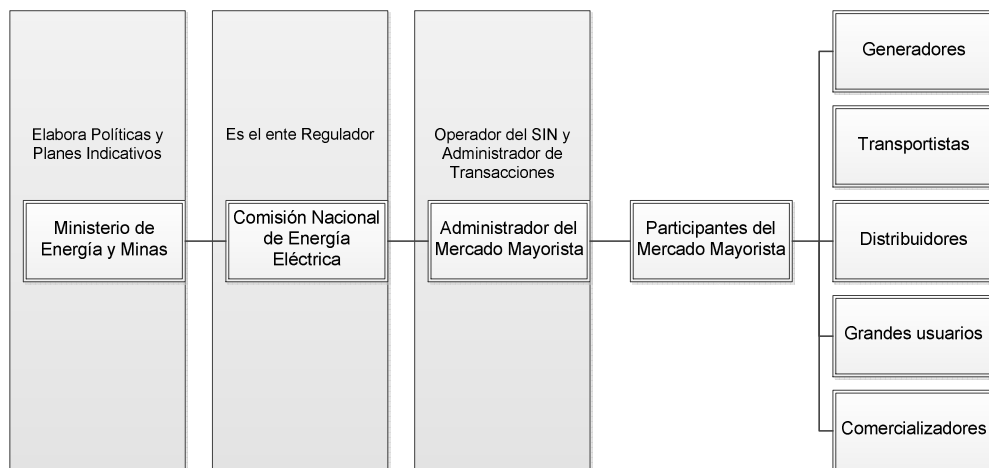 Elabora Políticas y
Planes Indicativos
Ministerio de
Energía y Minas
Es el ente Regulador
Comisión Nacional
de Energía
Eléctrica
Operador del SIN y
Administrador de
Transacciones
Administrador del
Mercado Mayorista
Participantes del
Mercado Mayorista
Generadores
Transportistas
Distribuidores
Grandes usuarios
Comercializadores